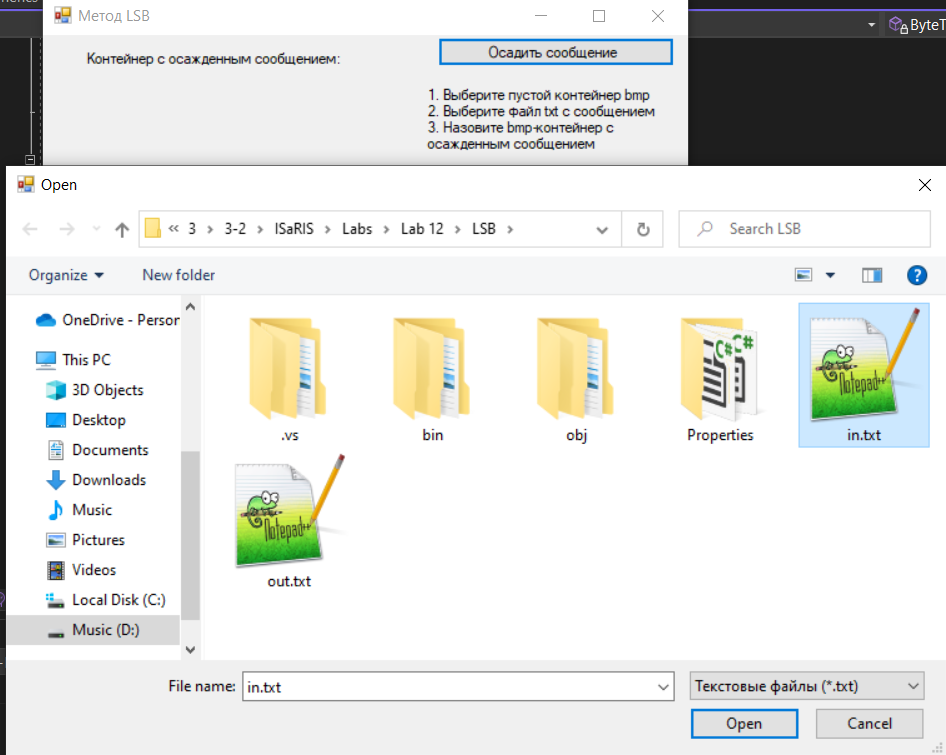 Метод LSB
ByteT
Контейнер с осажденным сообщением:
Осадить сообщение
1. Выберите пустой контейнер bmp
2. Выберите файл txt с сообщением
3. Назовите bmp-контейнер с
осажденным сообщением
Open
« 3 › 3-2 › ISaRIS › Labs › Lab 12 › LSB ›
Search LSB
Organize
New folder
OneDrive - Person
This PC
3D Objects
Desktop
Documents
Downloads
Music
Pictures
Videos
Local Disk (C:)
Music (D:)
.vs
bin
obj
C# C#
Properties
Notepad++
in.txt
Notepad++
out.txt
File name:
in.txt
Текстовые файлы (*.txt)
Open
Cancel